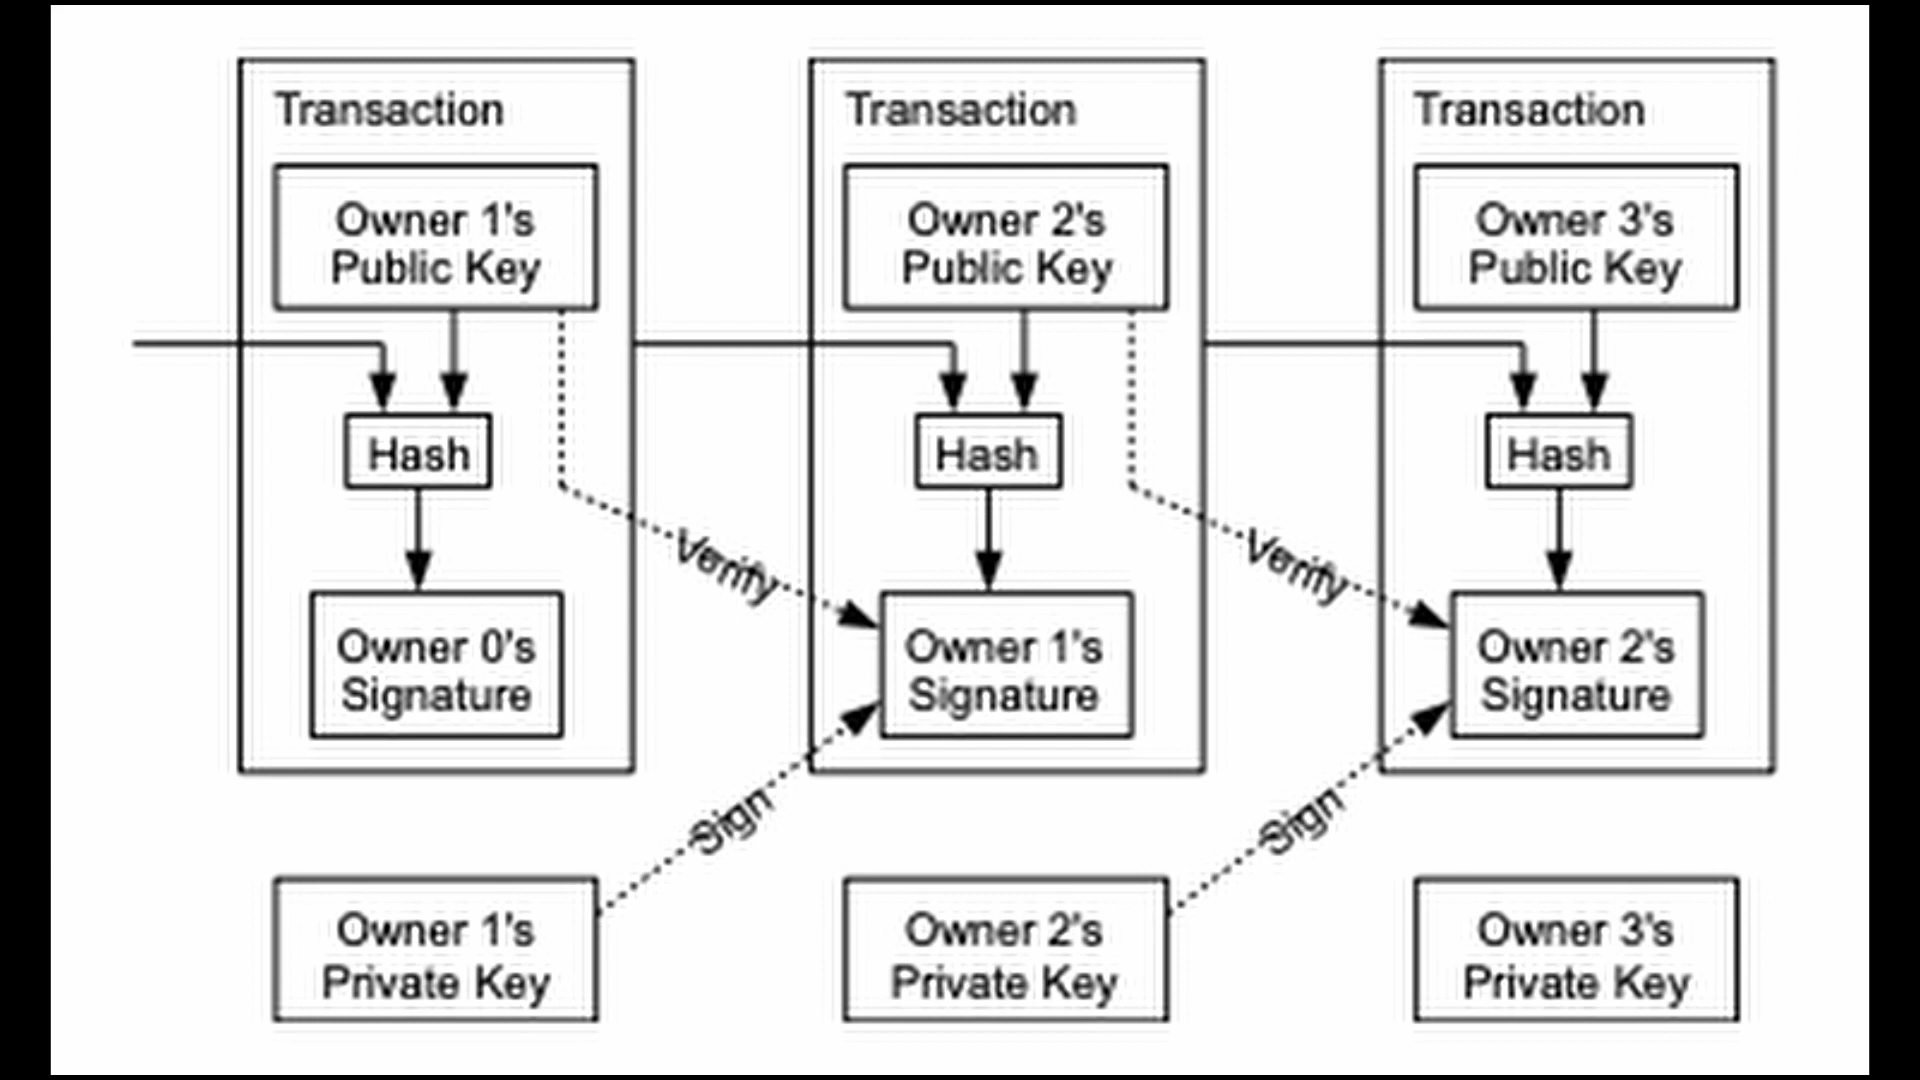 Transaction
Owner 1's
Public Key
Hash
Owner 0's
Signature
Transaction
Owner 2's
Public Key
Hash
Owner 1's
Signature
Transaction
Owner 3's
Public Key
Hash
Owner 2's
Signature
Verify
Verify
Sign
Sign
Owner 1's
Private Key
Owner 2's
Private Key
Owner 3's
Private Key